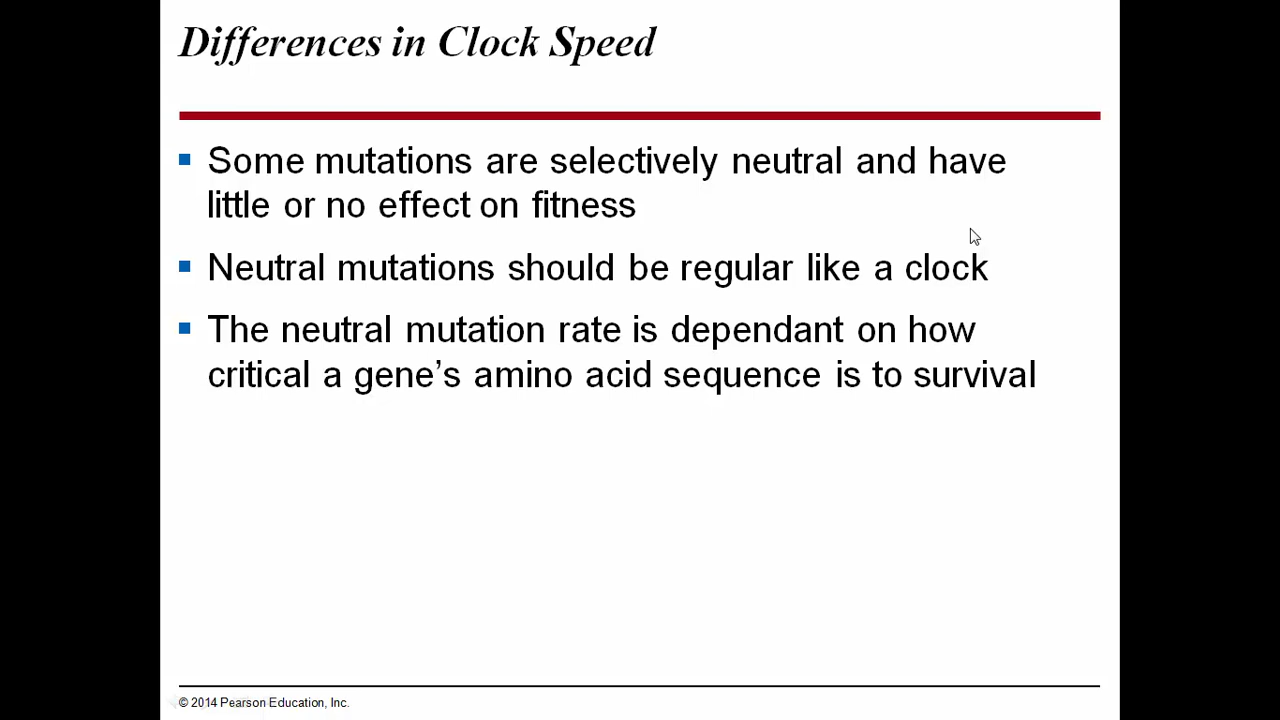 Differences in Clock Speed
Some mutations are selectively neutral and have
little or no effect on fitness
Neutral mutations should be regular like a clock
The neutral mutation rate is dependant on how
critical a gene’s amino acid sequence is to survival
© 2014 Pearson Education, Inc.